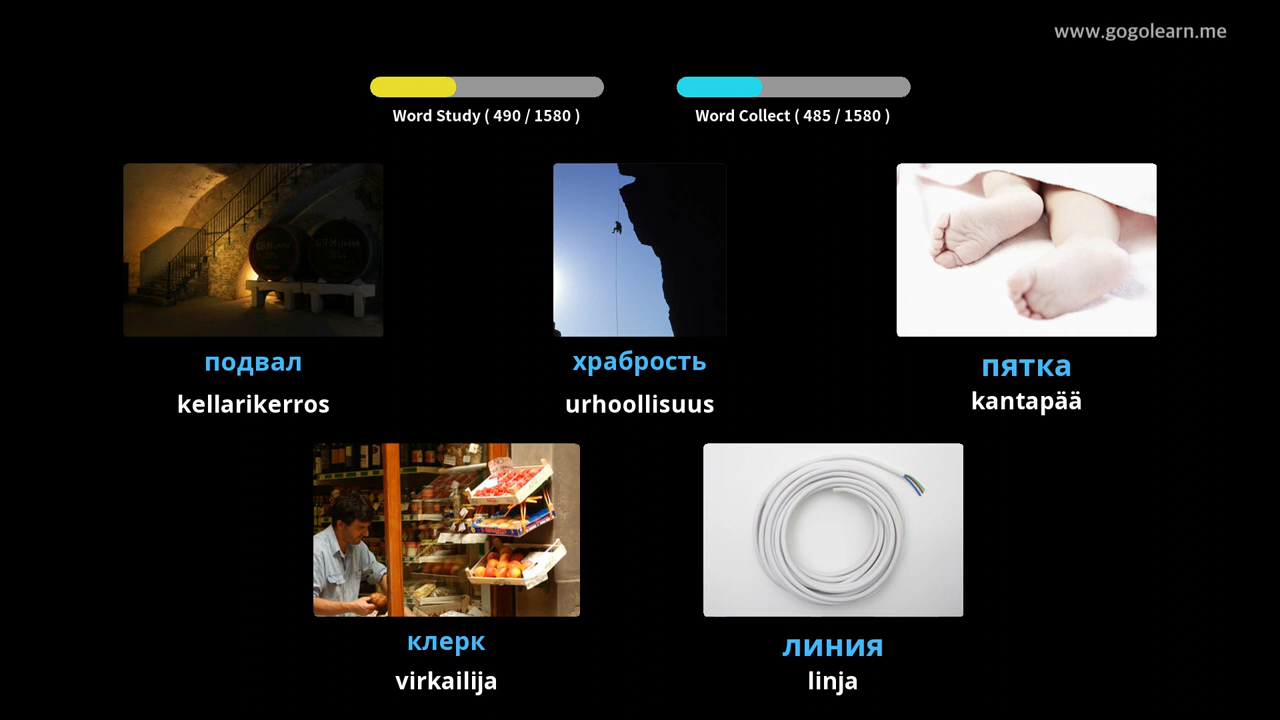 www.gogolearn.me
Word Study ( 490 / 1580 )
Word Collect ( 485 / 1580 )
подвал
храбрость
пятка
kellarikerros
urhoollisuus
kantapää
клерк
линия
virkailija
linja